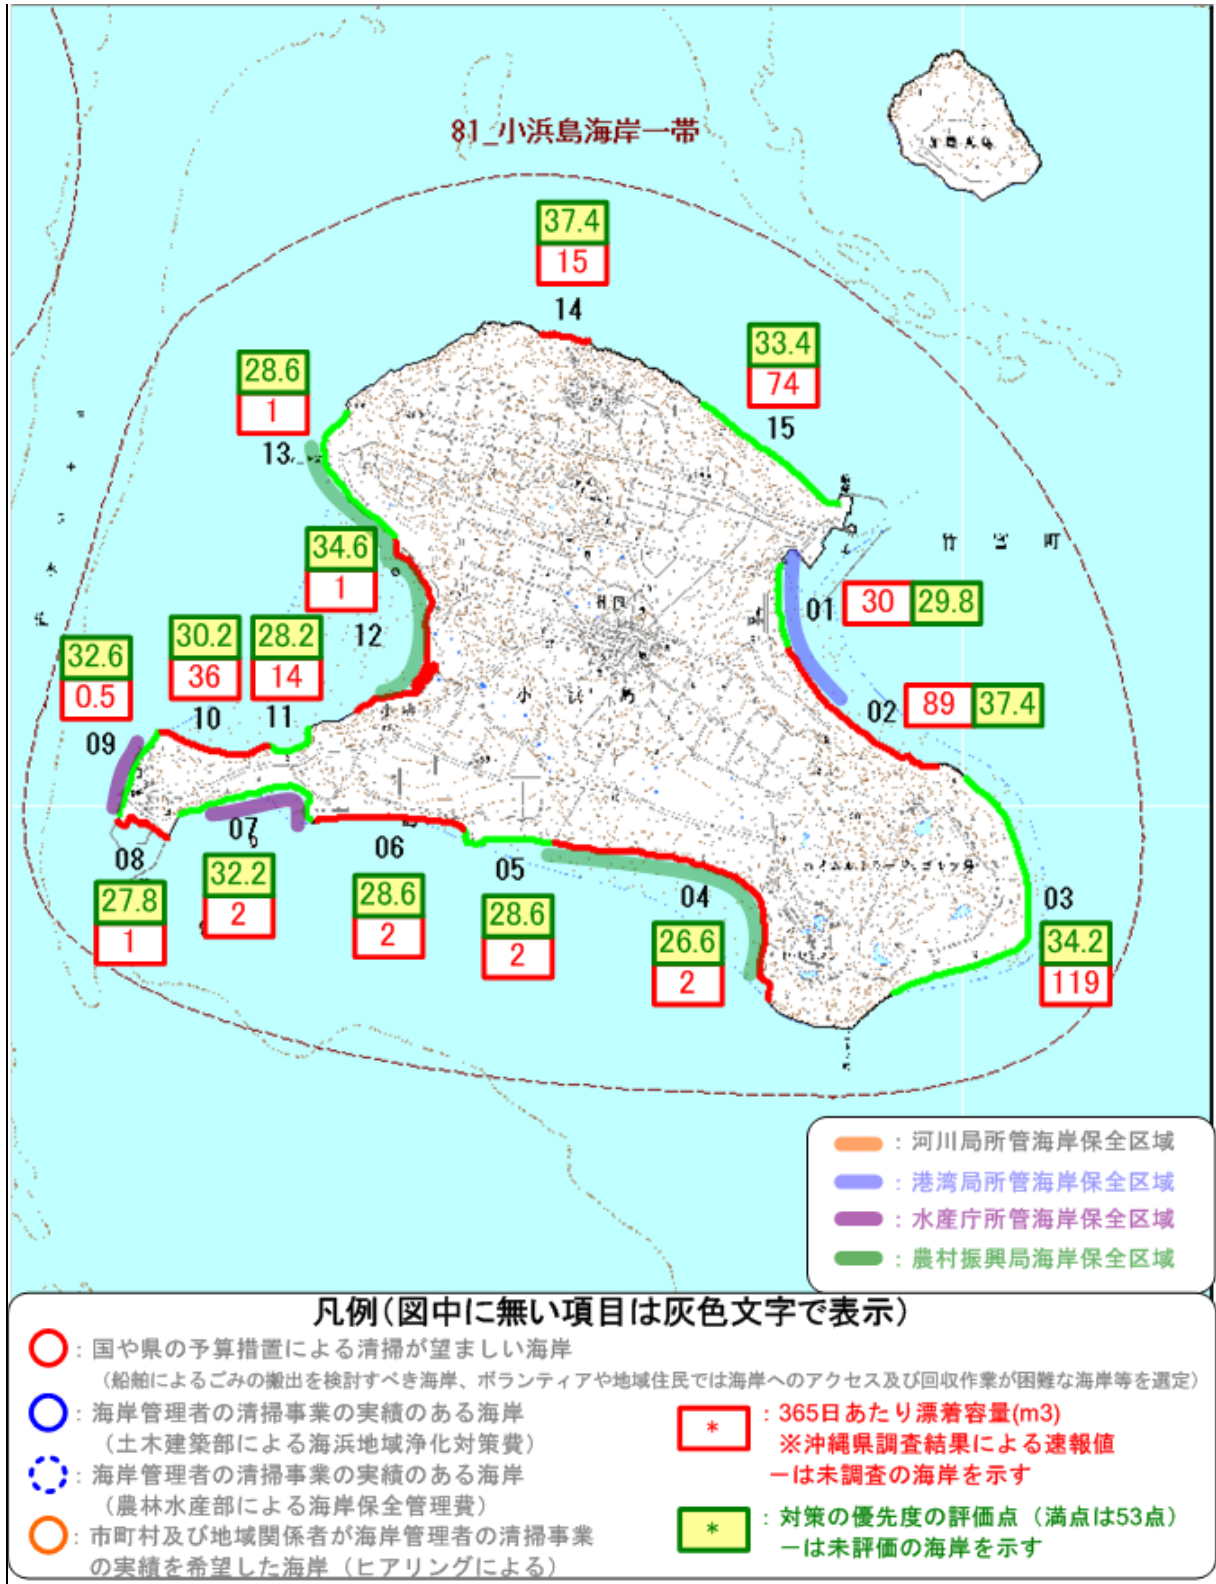 81_小浜島海岸一帯
37.4
15
14
33.4
74
15
28.6
1
13
34.6
1
12
竹 富 町
01
30
29.8
30.2
36
10
28.2
14
11
32.6
0.5
09
小 浜 島
02
89
37.4
07
32.2
2
08
27.8
1
06
28.6
2
05
28.6
2
04
26.6
2
03
34.2
119
：河川局所管海岸保全区域
：港湾局所管海岸保全区域
：水産庁所管海岸保全区域
：農村振興局海岸保全区域
凡例(図中に無い項目は灰色文字で表示)
：国や県の予算措置による清掃が望ましい海岸
（船舶によるごみの搬出を検討すべき海岸、ボランティアや地域住民では海岸へのアクセス及び回収作業が困難な海岸等を選定）
：海岸管理者の清掃事業の実績のある海岸
（土木建築部による海浜地域浄化対策費）
：海岸管理者の清掃事業の実績のある海岸
（農林水産部による海岸保全管理費）
：市町村及び地域関係者が海岸管理者の清掃事業
の実績を希望した海岸（ヒアリングによる）
*
：365日あたり漂着容量(m3)
※沖縄県調査結果による速報値
－は未調査の海岸を示す
*
：対策の優先度の評価点（満点は53点）
－は未評価の海岸を示す